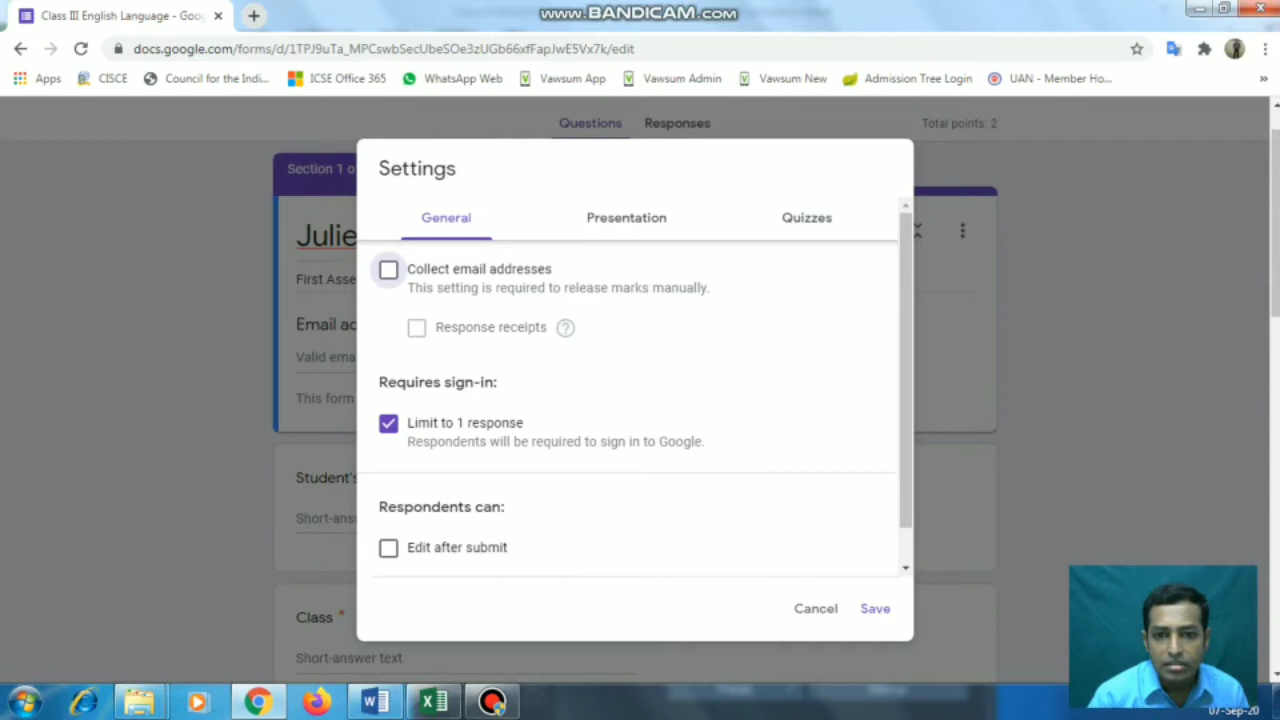 www.BANDICAM.com
Class III English Language - Goo
docs.google.com/forms/d/1TPJ9uTa_MPCswbSecUbeSOe3zUGb66xfFapJwE5Vx7k/edit
Apps CISCE Council for the Indi... ICSE Office 365 WhatsApp Web Vawsum App Vawsum Admin Vawsum New Admission Tree Login UAN - Member Ho... »
Questions Responses Total points: 2
Section 1 o
Settings
General Presentation Quizzes
Julie
First Asse
Email ad
Valid ema
This form
Collect email addresses
This setting is required to release marks manually.
Response receipts ?
Requires sign-in:
Limit to 1 response
Respondents will be required to sign in to Google.
Respondents can:
Edit after submit
Cancel Save
Student's
Short-ans
Class *
Short-answer text
07-Sep-20